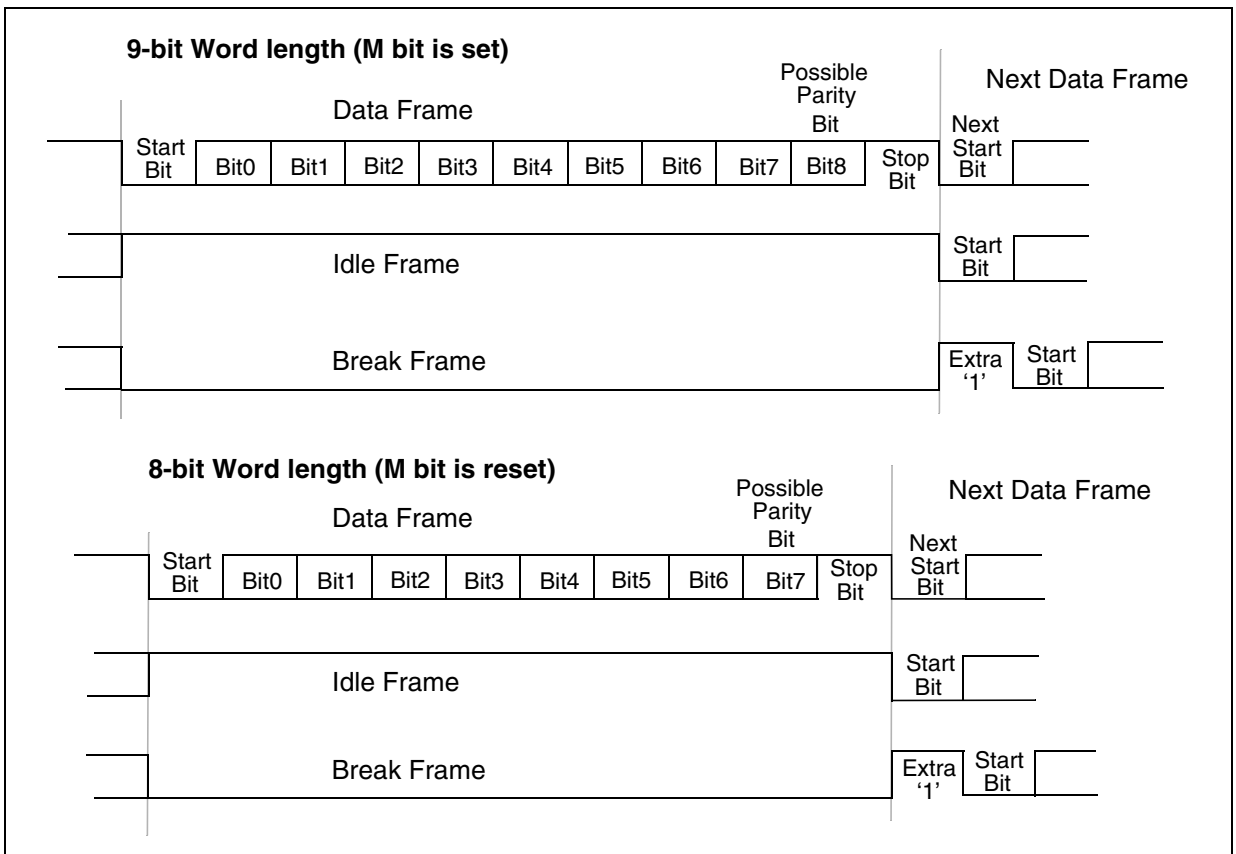 9-bit Word length (M bit is set)
Possible
Parity
Bit
Next Data Frame
Data Frame
Next
Start
Bit
Start
Bit
Bit0
Bit1
Bit2
Bit3
Bit4
Bit5
Bit6
Bit7
Bit8
Stop
Bit
Idle Frame
Start
Bit
Break Frame
Extra
‘1’
Start
Bit
8-bit Word length (M bit is reset)
Possible
Parity
Bit
Next Data Frame
Data Frame
Next
Start
Bit
Start
Bit
Bit0
Bit1
Bit2
Bit3
Bit4
Bit5
Bit6
Bit7
Stop
Bit
Idle Frame
Start
Bit
Break Frame
Extra
‘1’
Start
Bit